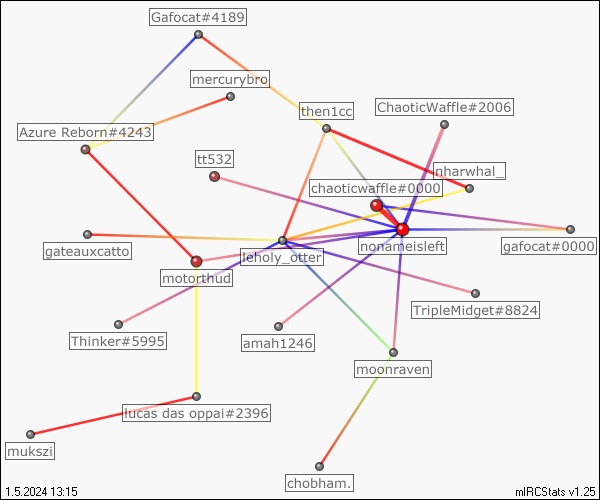 Gafocat#4189
mercurybro
ChaoticWaffle#2006
then1cc
Azure Reborn#4243
tt532
nharwhal_
chaoticwaffle#0000
nonameisleft
gafocat#0000
gateauxcatto
leholy_otter
motorthud
TripleMidget#8824
Thinker#5995
amah1246
moonraven
lucas das oppai#2396
mukszi
chobham.
1.5.2024 13:15
mIRCStats v1.25